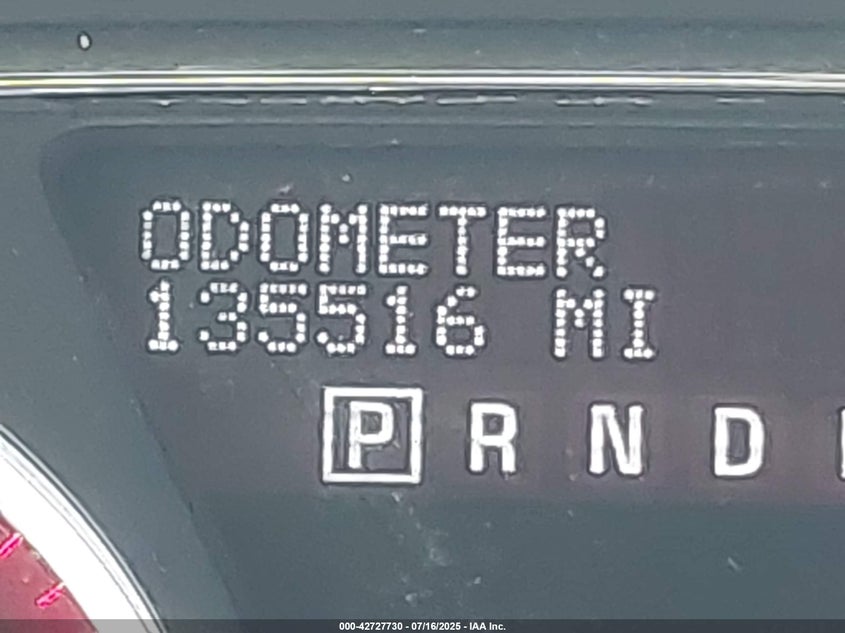 ODOMETER
135516 MI
P R N D
000-42727730 - 07/16/2025 - IAA Inc.